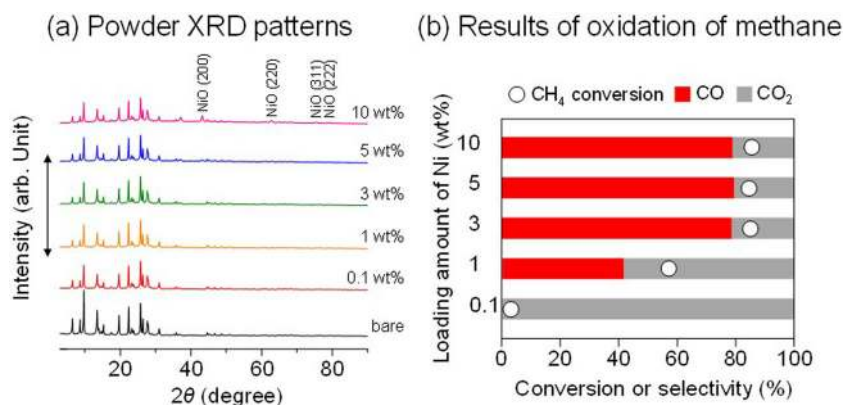 (a) Powder XRD patterns
NiO (200)
NiO (220)
NiO (311)
NiO (222)
10 wt%
5 wt%
3 wt%
1 wt%
0.1 wt%
bare
Intensity (arb. Unit)
20 40 60 80
2θ (degree)
(b) Results of oxidation of methane
CH₄ conversion CO CO₂
Loading amount of Ni (wt%)
10
5
3
1
0.1
0 20 40 60 80 100
Conversion or selectivity (%)